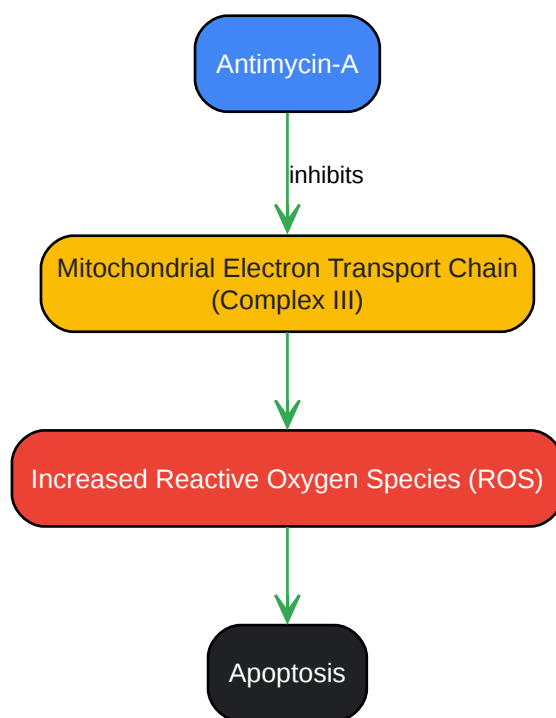 Antimycin-A
inhibits
Mitochondrial Electron Transport Chain
(Complex III)
Increased Reactive Oxygen Species (ROS)
Apoptosis